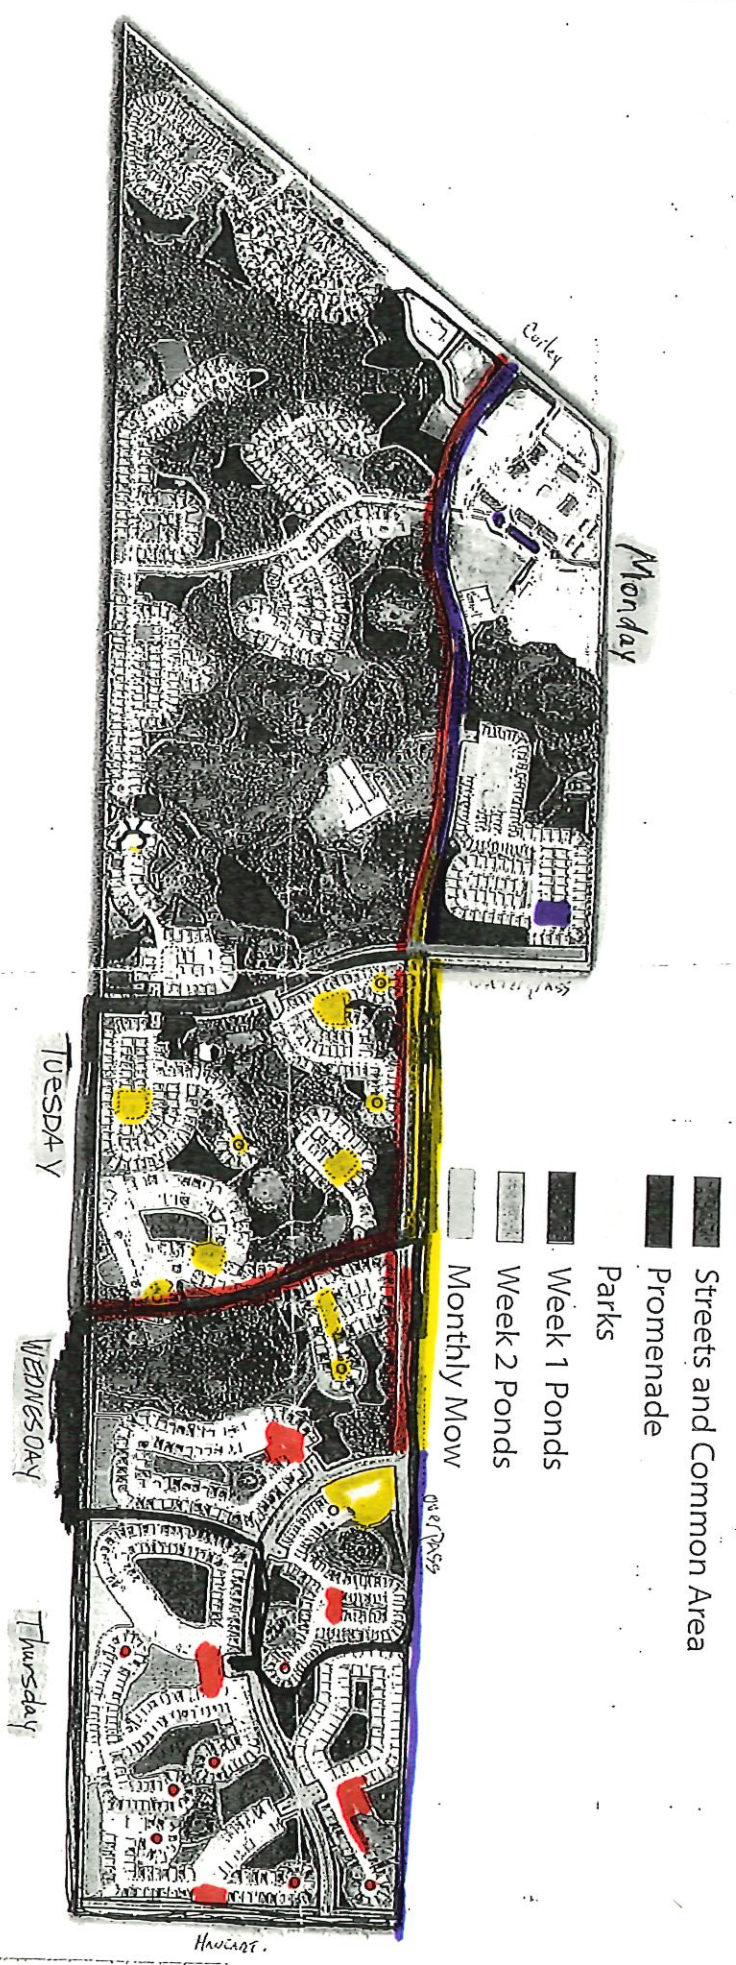 Corley
Monday
Streets and Common Area
Promenade
Parks
Week 1 Ponds
Week 2 Ponds
Monthly Mow
TUESDAY
WEDNESDAY
overpass
Thursday